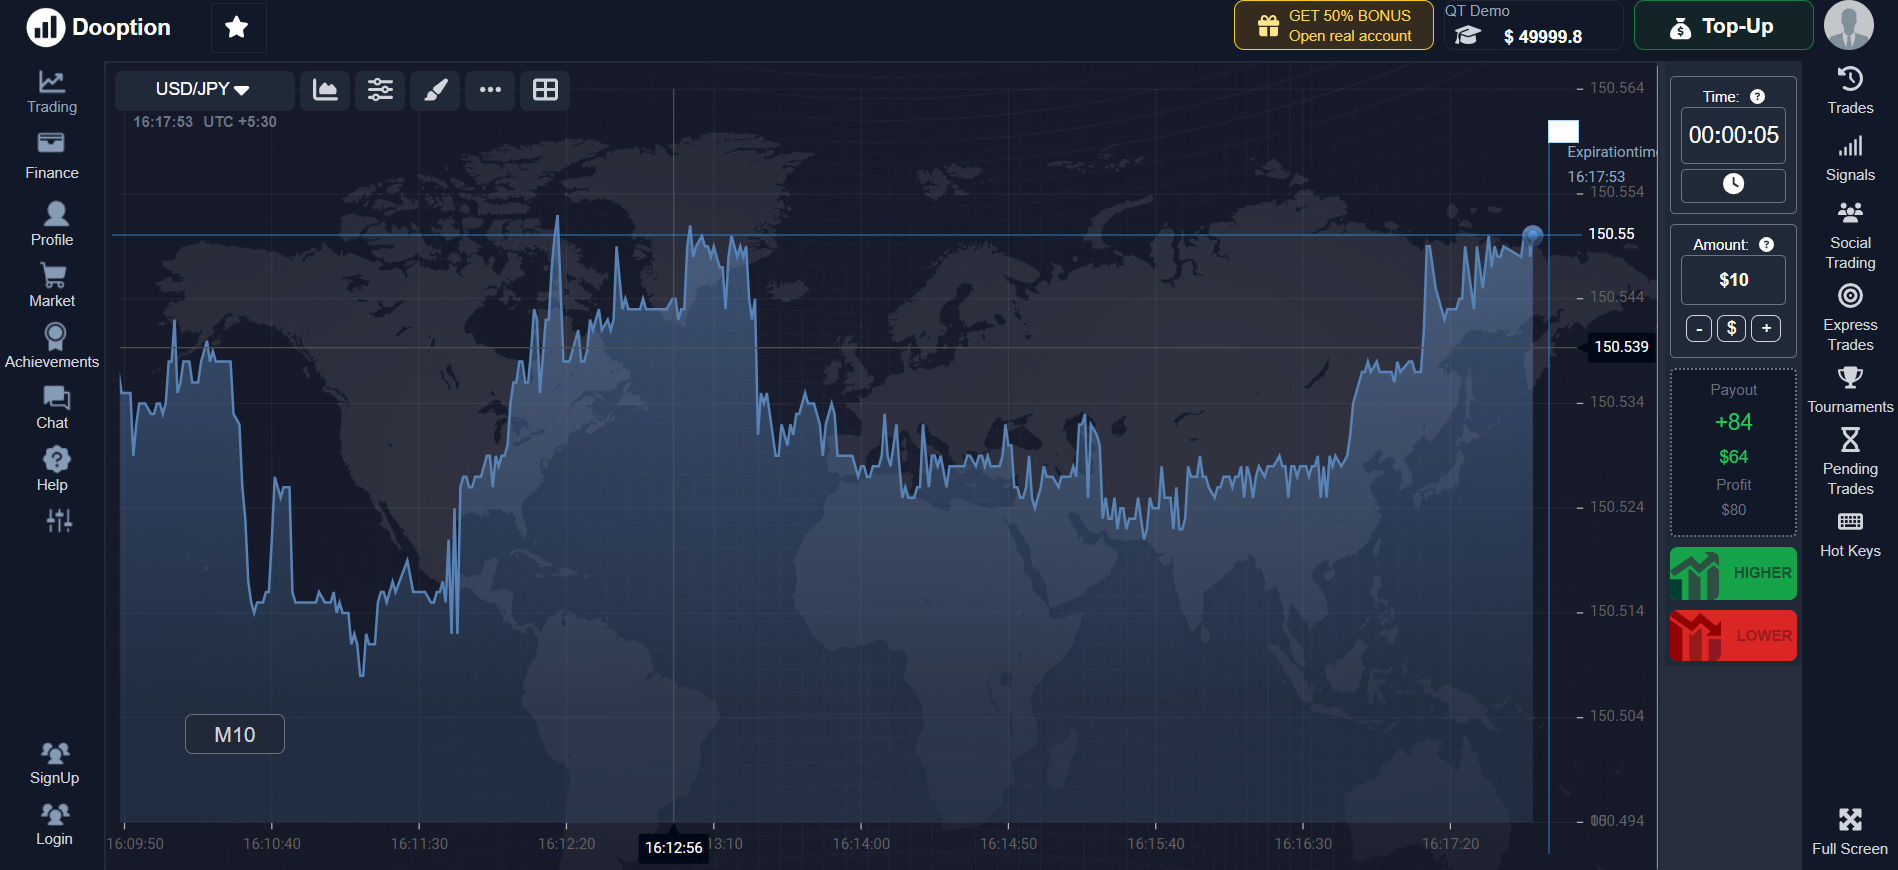 Dooption
GET 50% BONUS
Open real account
QT Demo
$ 49999.8
Top-Up
Trading
Finance
Profile
Market
Achievements
Chat
Help
SignUp
Login
USD/JPY
16:17:53 UTC +5:30
M10
150.564
Expirationtim
16:17:53
150.554
150.55
150.544
150.539
150.534
150.524
150.514
150.504
150.494
16:09:50
16:10:40
16:11:30
16:12:20
16:12:56
13:10
16:14:00
16:14:50
16:15:40
16:16:30
16:17:20
Time: ?
00:00:05
Amount: ?
$10
- $ +
Payout
+84
$64
Profit
$80
HIGHER
LOWER
Trades
Signals
Social
Trading
Express
Trades
Tournaments
Pending
Trades
Hot Keys
Full Screen